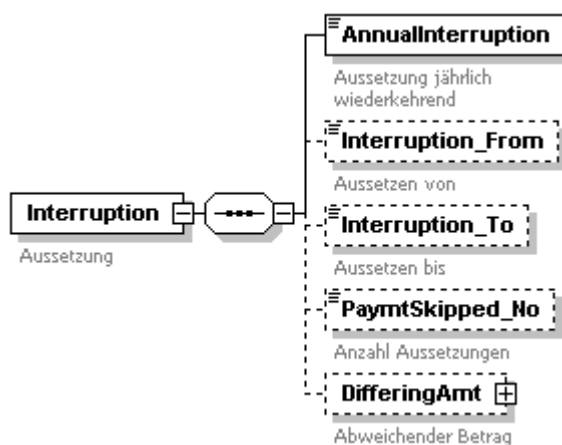 AnnualInterruption
Aussetzung jährlich
wiederkehrend
Interruption_From
Aussetzen von
Interruption
Aussetzung
Interruption_To
Aussetzen bis
PaymtSkipped_No
Anzahl Aussetzungen
DifferingAmt
Abweichender Betrag